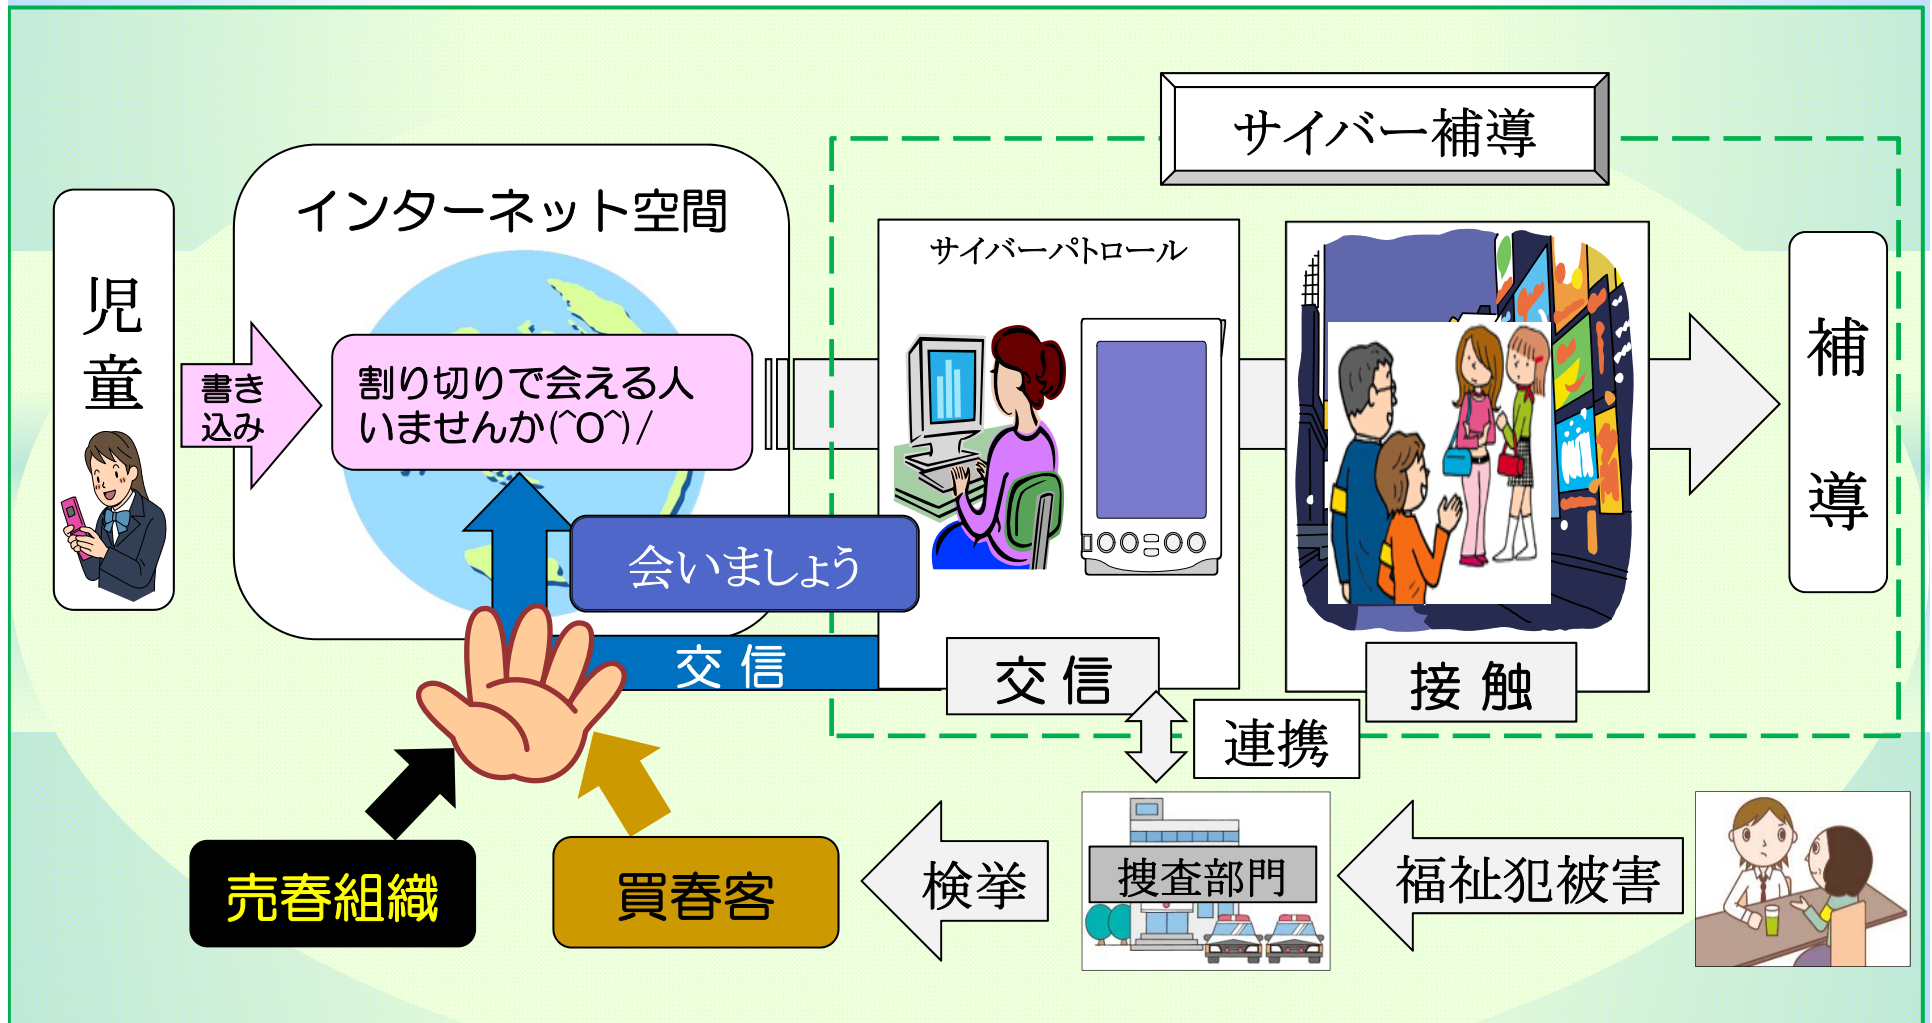 サイバー補導
児童
書き
込み
インターネット空間
割り切りで会える人
いませんか(^O^)/
会いましょう
交信
サイバーパトロール
交信
接触
補導
連携
売春組織
買春客
検挙
捜査部門
福祉犯被害